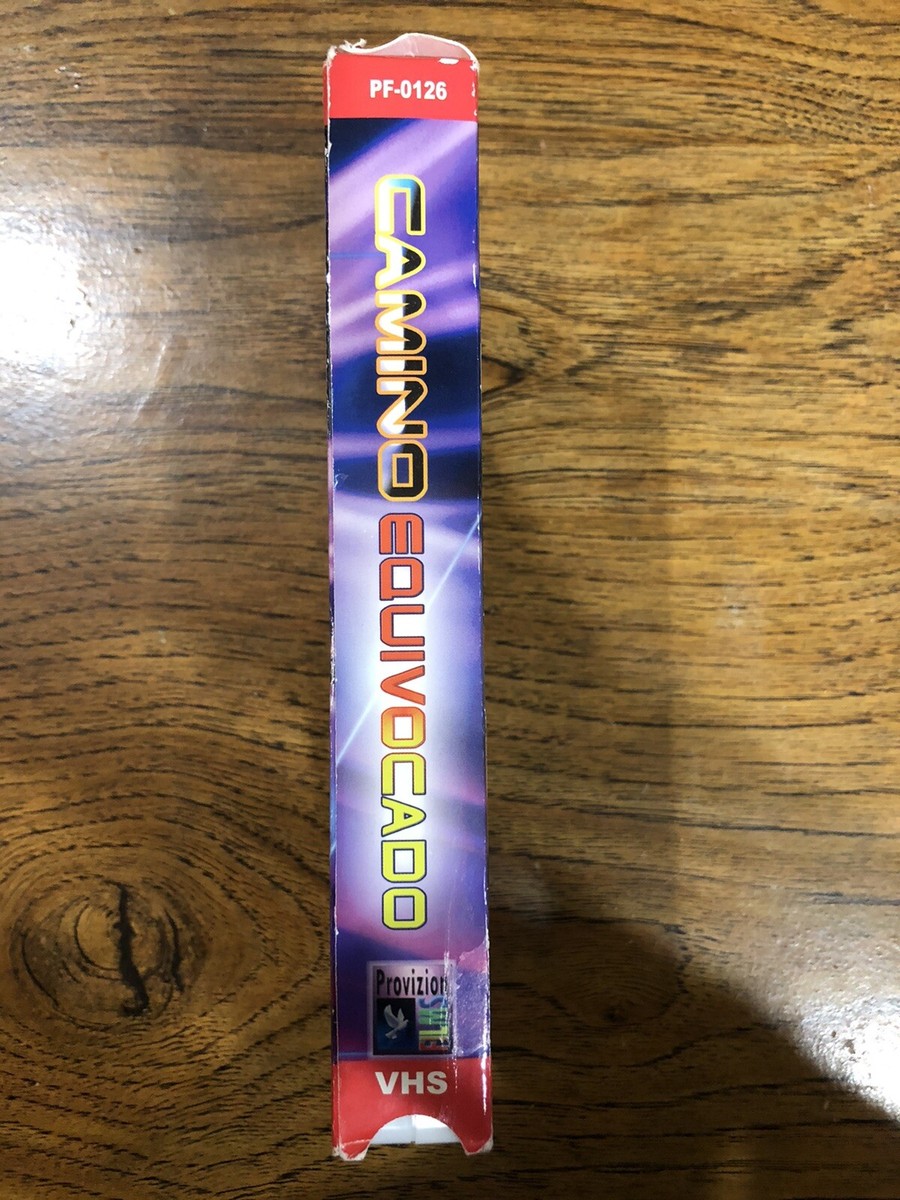 PF-0126
CAMINO EQUIVOCADO
Provizion
VHS